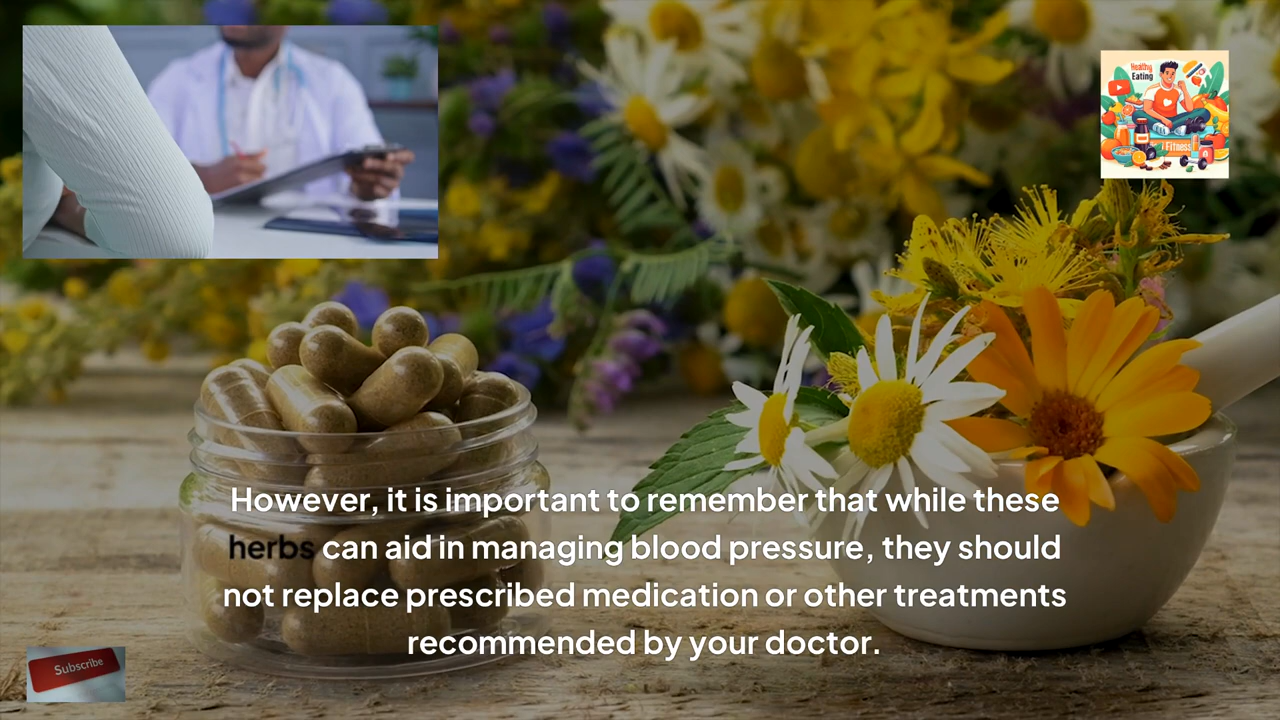 Healthy
Eating
Fitness
However, it is important to remember that while these
herbs can aid in managing blood pressure, they should
not replace prescribed medication or other treatments
recommended by your doctor.
Subscribe